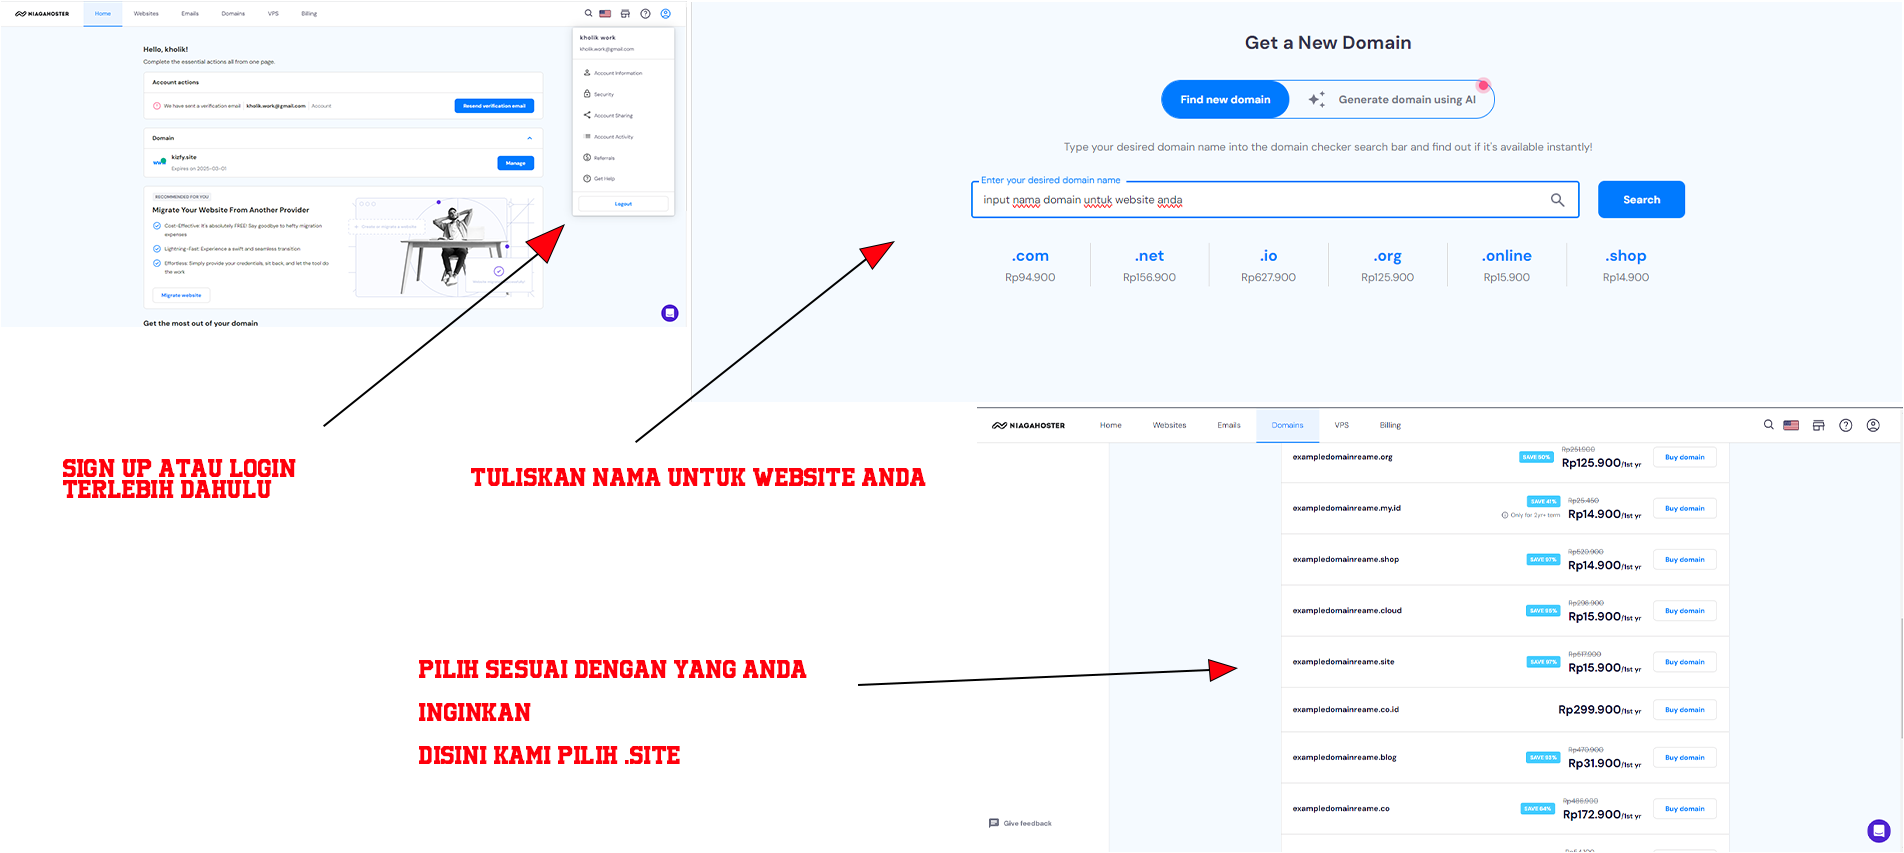 NIAGAHOSTER
Home
Websites
Emails
Domains
VPS
Billing
kholik work
kholik.work@gmail.com
Account Information
Security
Account Sharing
Account Activity
Referrals
Get Help
Logout
Hello, kholik!
Complete the essential actions all from one page.
Account actions
We have sent a verification email kholik.work@gmail.com Account
Resend verification email
Domain
kizfy.site
Expires on 2025-03-01
Manage
RECOMMENDED FOR YOU
Migrate Your Website From Another Provider
Cost-Effective: It's absolutely FREE! Say goodbye to hefty migration
expenses
Lightning-Fast: Experience a swift and seamless transition
Effortless: Simply provide your credentials, sit back, and let the tool do
the work
Migrate website
Get the most out of your domain
Get a New Domain
Find new domain
Generate domain using AI
Type your desired domain name into the domain checker search bar and find out if it's available instantly!
Enter your desired domain name
input nama domain untuk website anda
Search
.com
Rp94.900
.net
Rp156.900
.io
Rp627.900
.org
Rp125.900
.online
Rp15.900
.shop
Rp14.900
SIGN UP ATAU LOGIN
TERLEBIH DAHULU
TULISKAN NAMA UNTUK WEBSITE ANDA
PILIH SESUAI DENGAN YANG ANDA
INGINKAN
DISINI KAMI PILIH .SITE
NIAGAHOSTER
Home
Websites
Emails
Domains
VPS
Billing
exampledomainreame.org
SAVE 50%
Rp251.900
Rp125.900/1st yr
Buy domain
exampledomainreame.my.id
SAVE 41%
Only for 2yr+ term
Rp25.450
Rp14.900/1st yr
Buy domain
exampledomainreame.shop
SAVE 97%
Rp520.900
Rp14.900/1st yr
Buy domain
exampledomainreame.cloud
Rp15.900/1st yr
Buy domain
exampledomainreame.site
SAVE 97%
Rp517.900
Rp15.900/1st yr
Buy domain
exampledomainreame.co.id
Rp299.900/1st yr
Buy domain
exampledomainreame.blog
SAVE 93%
Rp470.900
Rp31.900/1st yr
Buy domain
exampledomainreame.co
SAVE 64%
Rp172.900/1st yr
Buy domain
Give feedback